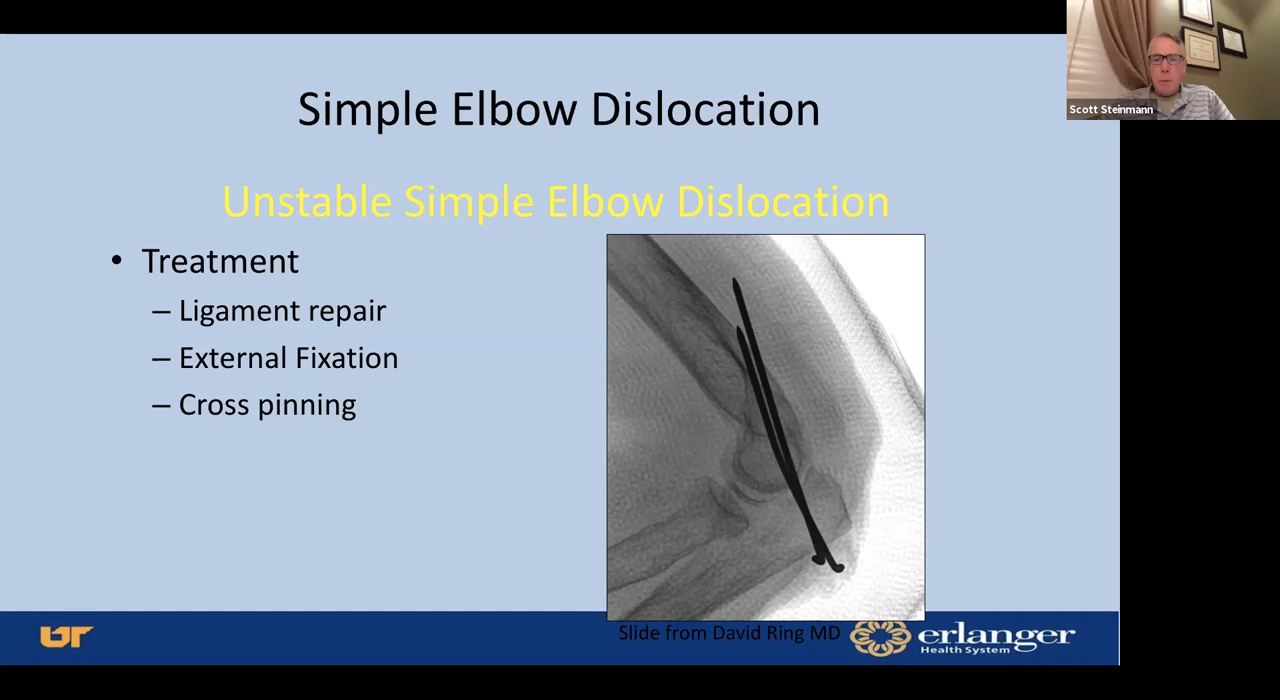 Simple Elbow Dislocation
Unstable Simple Elbow Dislocation
• Treatment
– Ligament repair
– External Fixation
– Cross pinning
Slide from David Ring MD
UT
erlanger
Health System
Scott Steinmann